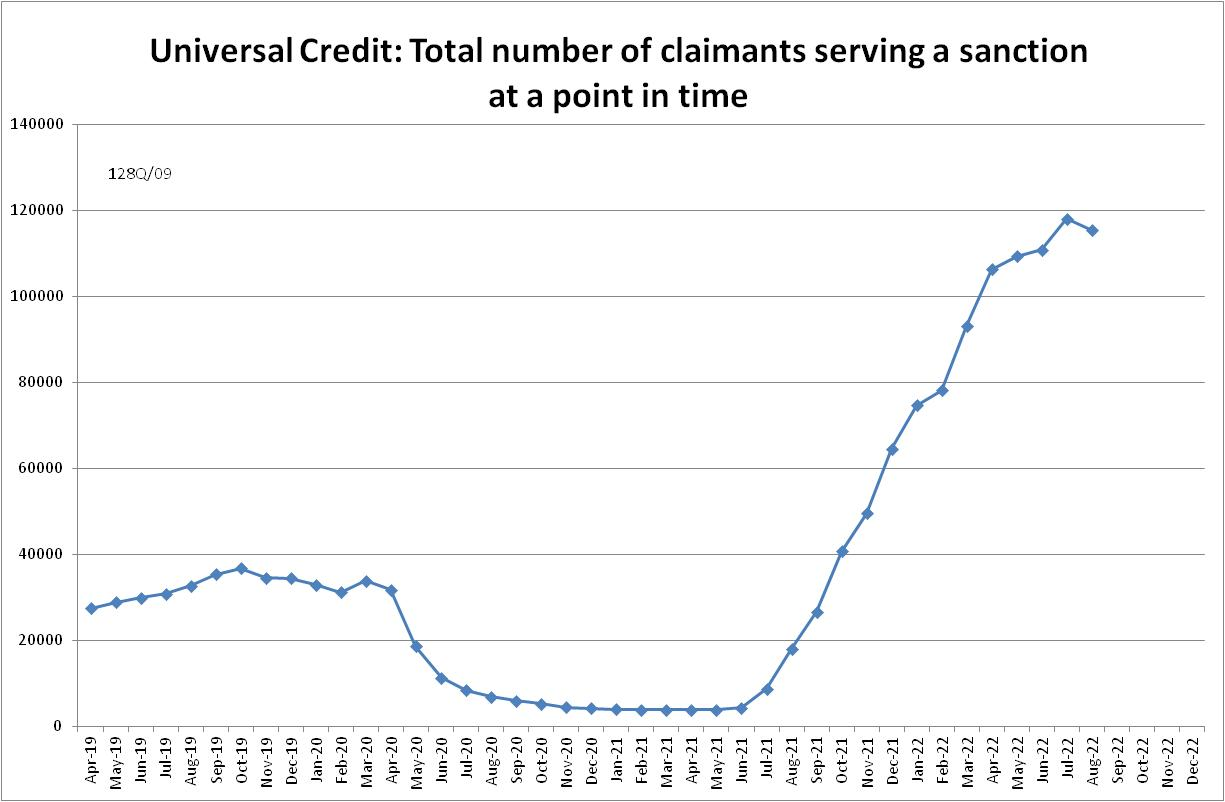 Universal Credit: Total number of claimants serving a sanction
at a point in time
140000
128Q/09
120000
100000
80000
60000
40000
20000
0
Apr-19
May-19
Jun-19
Jul-19
Aug-19
Sep-19
Oct-19
Nov-19
Dec-19
Jan-20
Feb-20
Mar-20
Apr-20
May-20
Jun-20
Jul-20
Aug-20
Sep-20
Oct-20
Nov-20
Dec-20
Jan-21
Feb-21
Mar-21
Apr-21
May-21
Jun-21
Jul-21
Aug-21
Sep-21
Oct-21
Nov-21
Dec-21
Jan-22
Feb-22
Mar-22
Apr-22
May-22
Jun-22
Jul-22
Aug-22
Sep-22
Oct-22
Nov-22
Dec-22